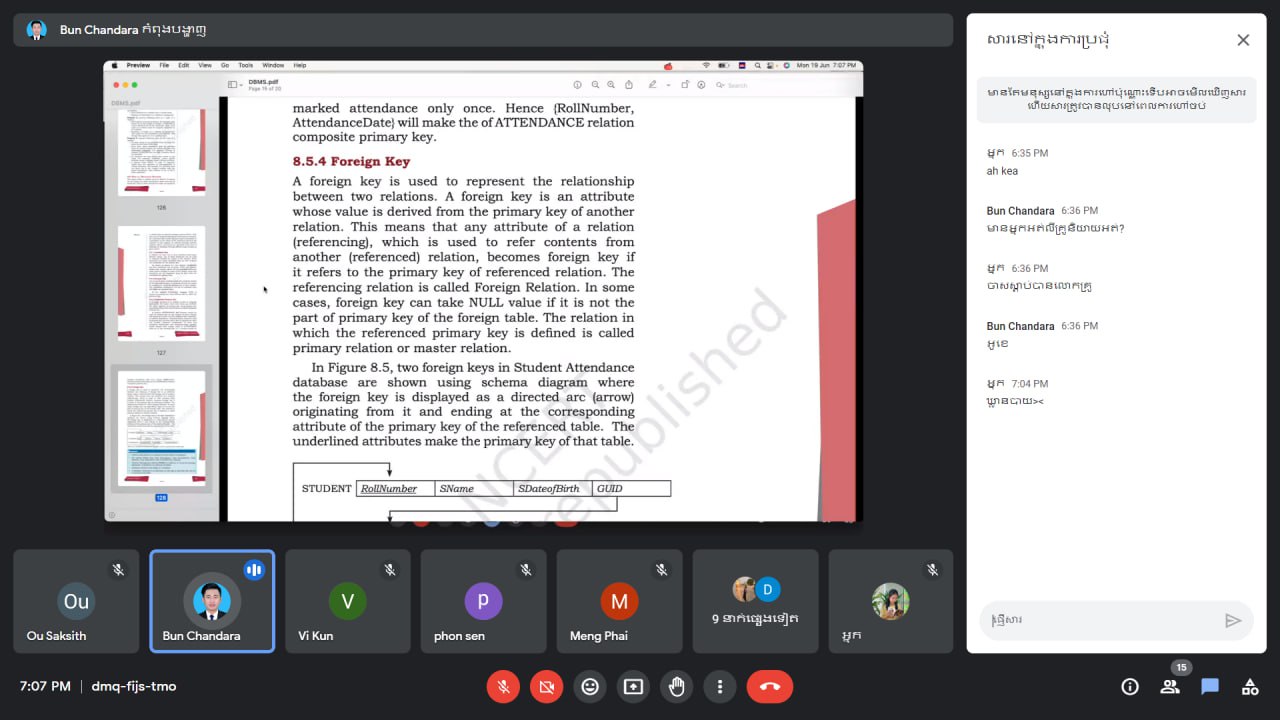 Bun Chandara កំពុងបង្ហាញ
Preview File Edit View Go Tools Window Help
Mon 19 Jun 7:07 PM
DBMS.pdf
Page 19 of 20
Search
DBMS.pdf
126
127
128
marked attendance only once. Hence {RollNumber,
AttendanceDate} will make the of ATTENDANCE relation
composite primary key.
8.5.4 Foreign Key
A foreign key is used to represent the relationship
between two relations. A foreign key is an attribute
whose value is derived from the primary key of another
relation. This means that any attribute of a relation
(referencing), which is used to refer contents from
another (referenced) relation, becomes foreign key if
it refers to the primary key of referenced relation. The
referencing relation is called Foreign Relation. In some
cases, foreign key can take NULL value if it is not the
part of primary key of the foreign table. The relation in
which the referenced primary key is defined is called
primary relation or master relation.
In Figure 8.5, two foreign keys in Student Attendance
database are shown using schema diagram where
the foreign key is displayed as a directed arc (arrow)
originating from it and ending at the corresponding
attribute of the primary key of the referenced table. The
underlined attributes make the primary key of that table.
STUDENT RollNumber SName SDateofBirth GUID
Ou
Ou Saksith
Bun Chandara
V
Vi Kun
p
phon sen
M
Meng Phai
D
9 នាក់ផ្សេងទៀត
អ្នក
7:07 PM | dmq-fijs-tmo
15
សារនៅក្នុងការប្រជុំ
មានតែមនុស្សនៅក្នុងការហៅប៉ុណ្ណោះទើបអាចមើលឃើញសារ
ហើយសារត្រូវបានលុបនៅពេលការហៅចប់
អ្នក 6:35 PM
ah kea
Bun Chandara 6:36 PM
មានអ្នកអត់លឺគ្រូនិយាយអត់?
អ្នក 6:36 PM
បាសស្ដាប់បានលោកគ្រូ
Bun Chandara 6:36 PM
អូខេ
អ្នក 7:04 PM
ឃ្លានបាយ><
ផ្ញើសារ